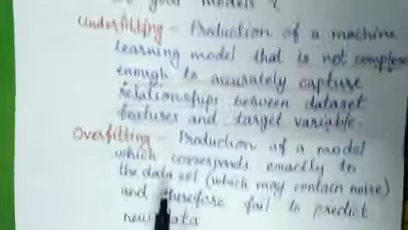 good models ?
Underfitting - Production of a machine
learning model that is not complex
enough to accurately capture
relationships between dataset
features and target variable.
Overfitting - Production of a model
which corresponds exactly to
the data set (which may contain noise)
and therefore fail to predict
new data